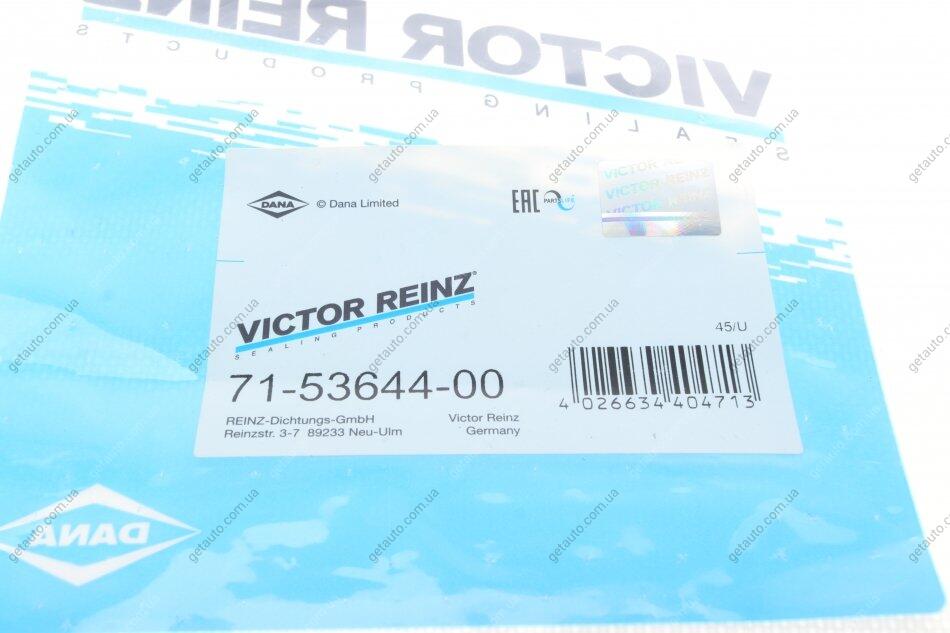 VICTOR REINZ
SEALING PRODUCTS
DANA © Dana Limited
EAC PARTSLIFE
VICTOR REINZ
VICTOR REINZ
VICTOR REINZ
VICTOR REINZ®
SEALING PRODUCTS
45/U
71-53644-00
4 026634 404713
REINZ-Dichtungs-GmbH
Reinzstr. 3-7 89233 Neu-Ulm
Victor Reinz
Germany
DANA
getauto.com.ua